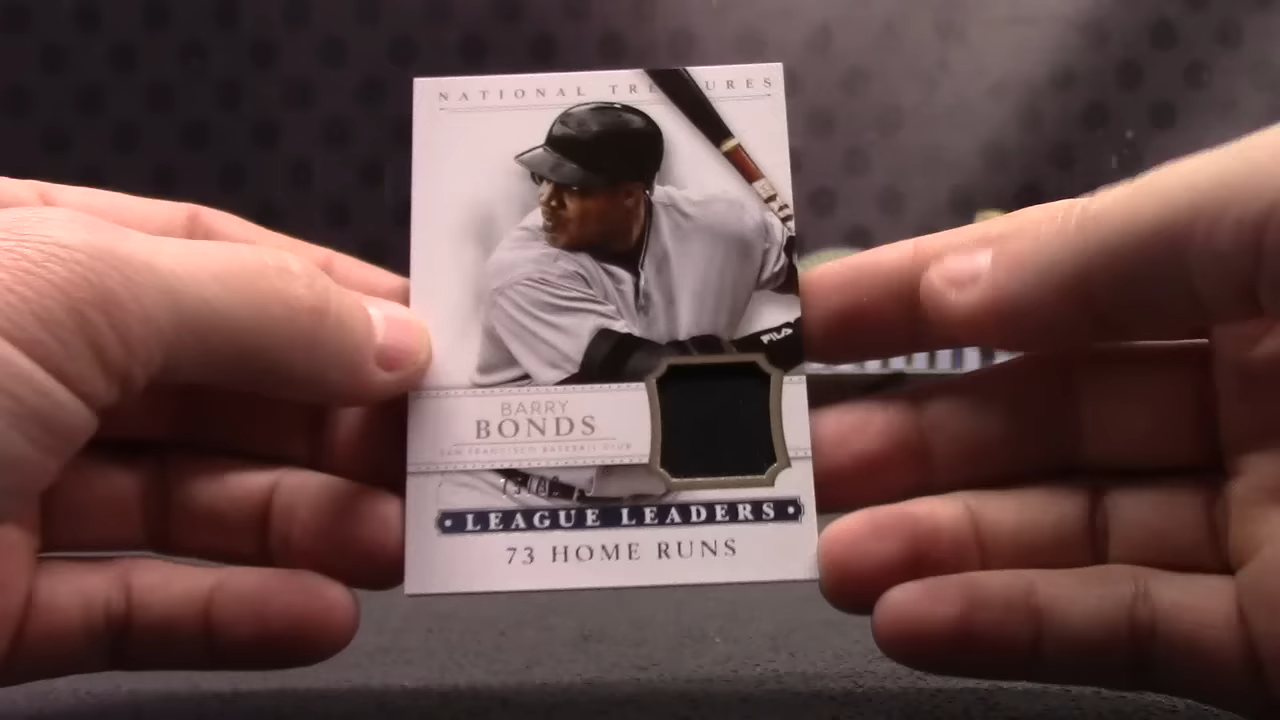 NATIONAL TREASURES
FILA
BARRY
BONDS
SAN FRANCISCO BASEBALL CLUB
• LEAGUE LEADERS •
73 HOME RUNS